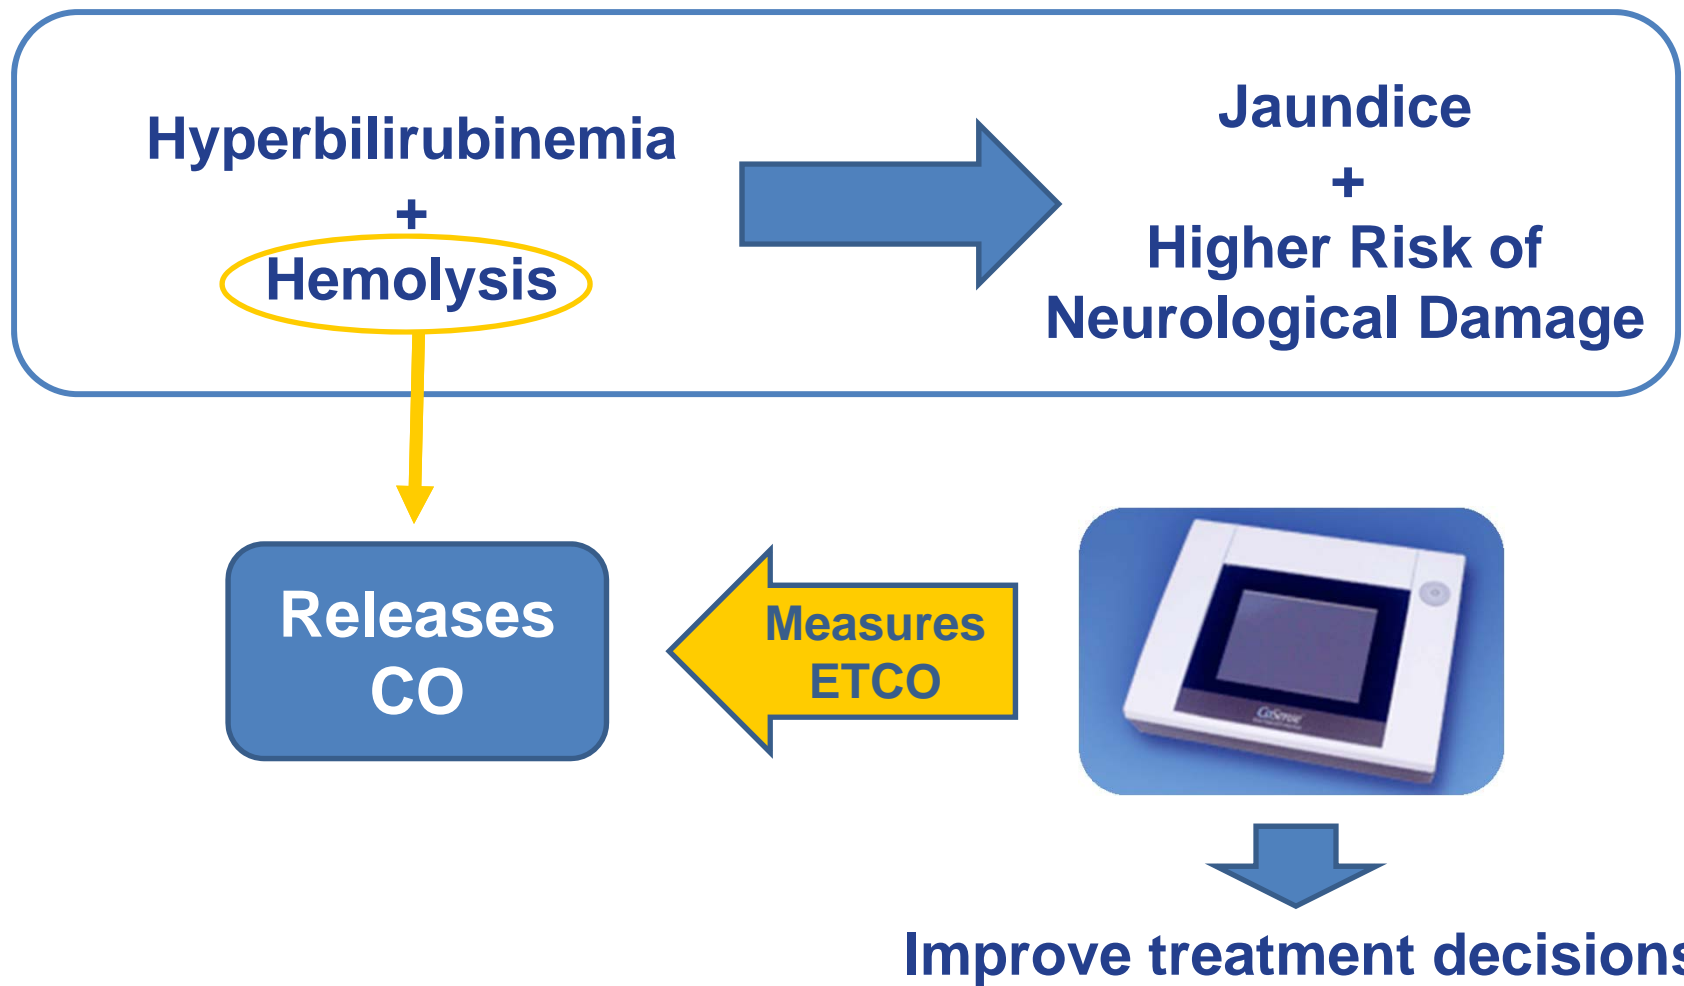 Hyperbilirubinemia
+
Hemolysis
Jaundice
+
Higher Risk of
Neurological Damage
Releases
CO
Measures
ETCO
CoSense
Improve treatment decisions